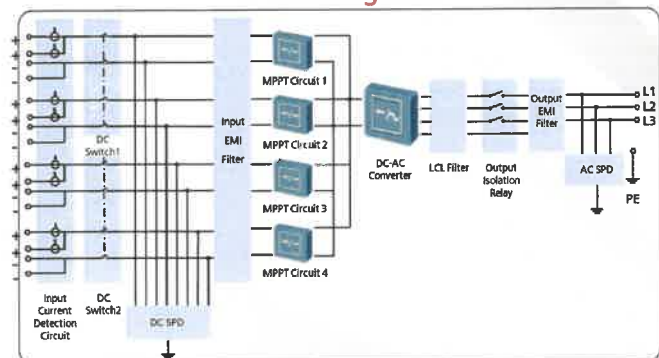 MPPT Circuit 1
MPPT Circuit 2
MPPT Circuit 3
MPPT Circuit 4
DC
Switch1
Input
EMI
Filter
DC-AC
Converter
LCL Filter
Output
Isolation
Relay
Output
EMI
Filter
L1
L2
L3
AC SPD
PE
Input
Current
Detection
Circuit
DC
Switch2
DC SPD